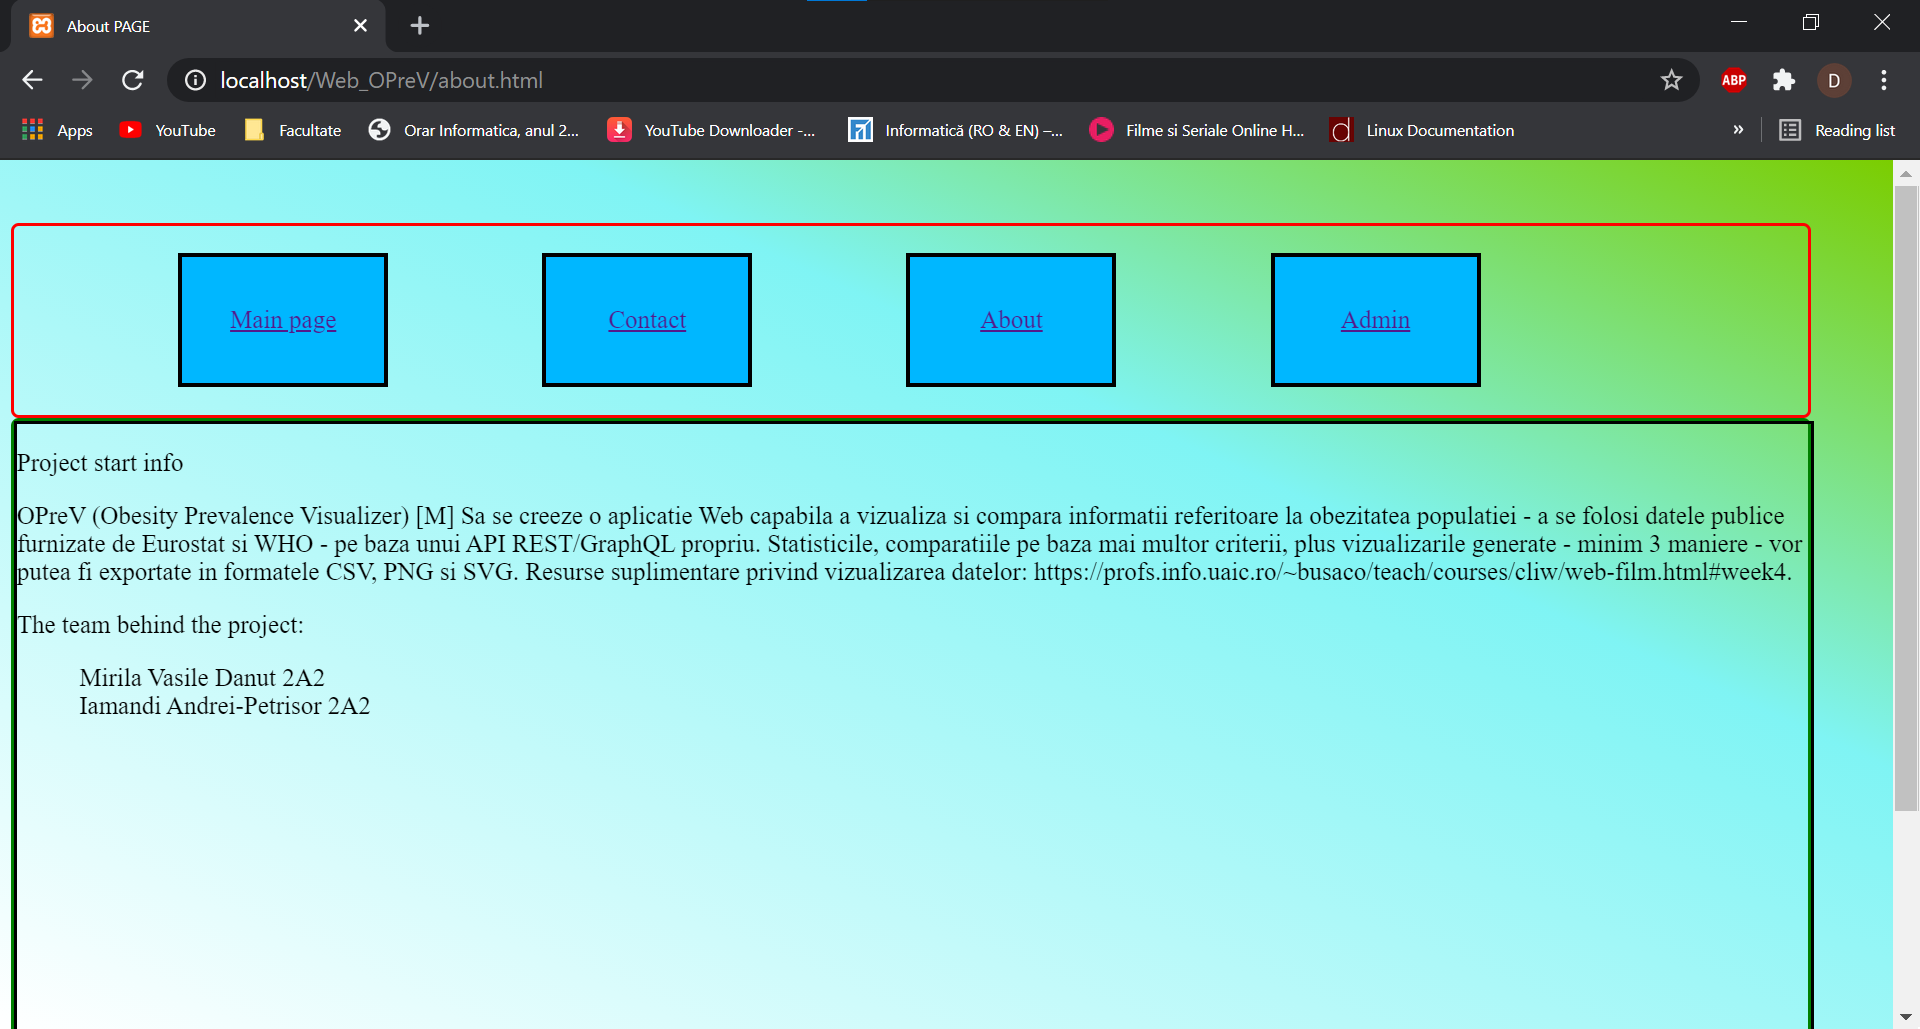 About PAGE
localhost/Web_OPreV/about.html
ABP
D
Apps
YouTube
Facultate
Orar Informatica, anul 2...
YouTube Downloader -...
Informatică (RO & EN) –...
Filme si Seriale Online H...
Linux Documentation
»
Reading list
Main page
Contact
About
Admin
Project start info
OPreV (Obesity Prevalence Visualizer) [M] Sa se creeze o aplicatie Web capabila a vizualiza si compara informatii referitoare la obezitatea populatiei - a se folosi datele publice
furnizate de Eurostat si WHO - pe baza unui API REST/GraphQL propriu. Statisticile, comparatiile pe baza mai multor criterii, plus vizualizarile generate - minim 3 maniere - vor
putea fi exportate in formatele CSV, PNG si SVG. Resurse suplimentare privind vizualizarea datelor: https://profs.info.uaic.ro/~busaco/teach/courses/cliw/web-film.html#week4.
The team behind the project:
Mirila Vasile Danut 2A2
Iamandi Andrei-Petrisor 2A2